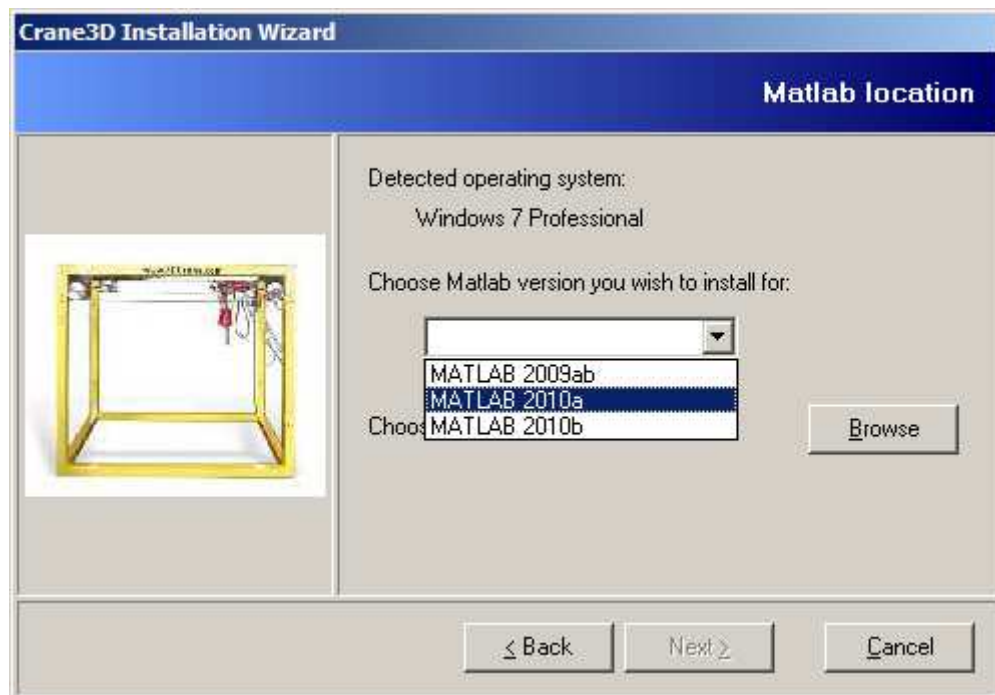 Crane3D Installation Wizard
Matlab location
Detected operating system:
Windows 7 Professional
Choose Matlab version you wish to install for:
MATLAB 2009ab
MATLAB 2010a
MATLAB 2010b
Browse
< Back
Next >
Cancel